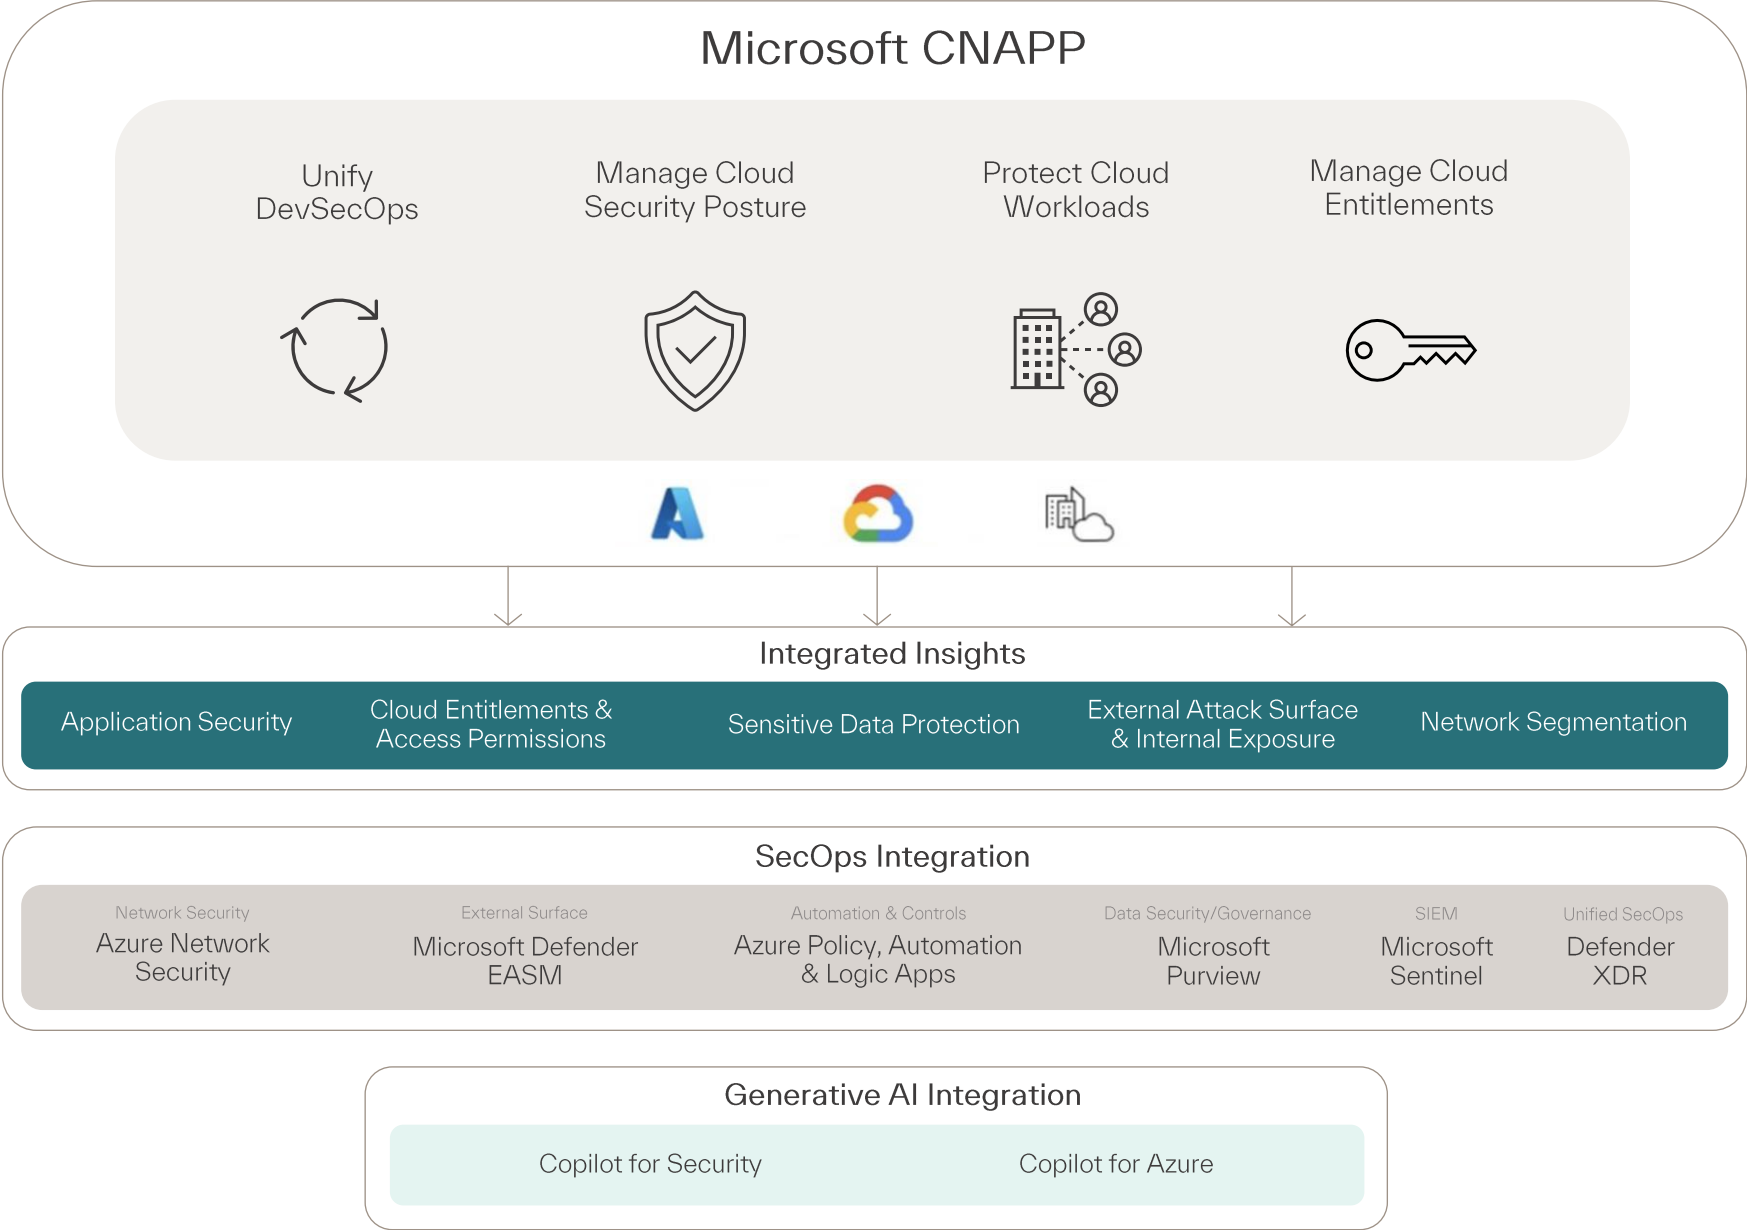 Microsoft CNAPP
Unify
DevSecOps
Manage Cloud
Security Posture
Protect Cloud
Workloads
Manage Cloud
Entitlements
Integrated Insights
Application Security
Cloud Entitlements &
Access Permissions
Sensitive Data Protection
External Attack Surface
& Internal Exposure
Network Segmentation
SecOps Integration
Network Security
Azure Network
Security
External Surface
Microsoft Defender
EASM
Automation & Controls
Azure Policy, Automation
& Logic Apps
Data Security/Governance
Microsoft
Purview
SIEM
Microsoft
Sentinel
Unified SecOps
Defender
XDR
Generative AI Integration
Copilot for Security
Copilot for Azure